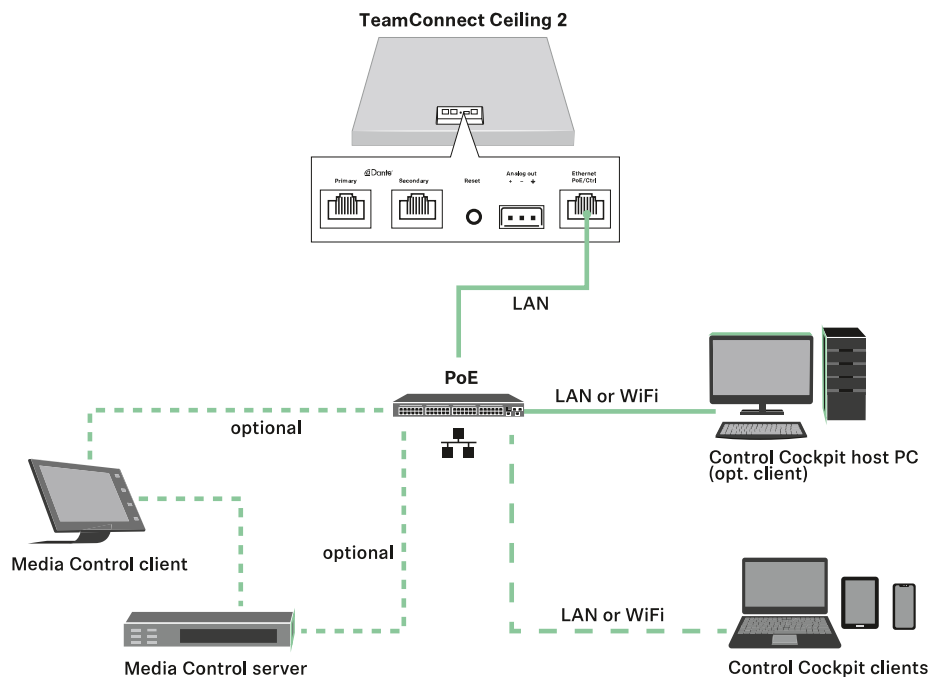 TeamConnect Ceiling 2
Dante®
Primary
Secondary
Reset
Analog out
+ -
Ethernet
PoE/Ctrl
LAN
PoE
LAN or WiFi
optional
Control Cockpit host PC
(opt. client)
Media Control client
optional
LAN or WiFi
Media Control server
Control Cockpit clients